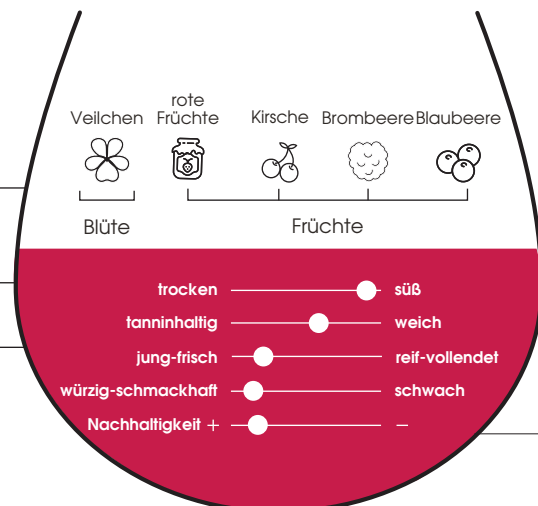 rote
Veilchen Früchte Kirsche Brombeere Blaubeere
Blüte Früchte
trocken süß
tanninhaltig weich
jung-frisch reif-vollendet
würzig-schmackhaft schwach
Nachhaltigkeit + –